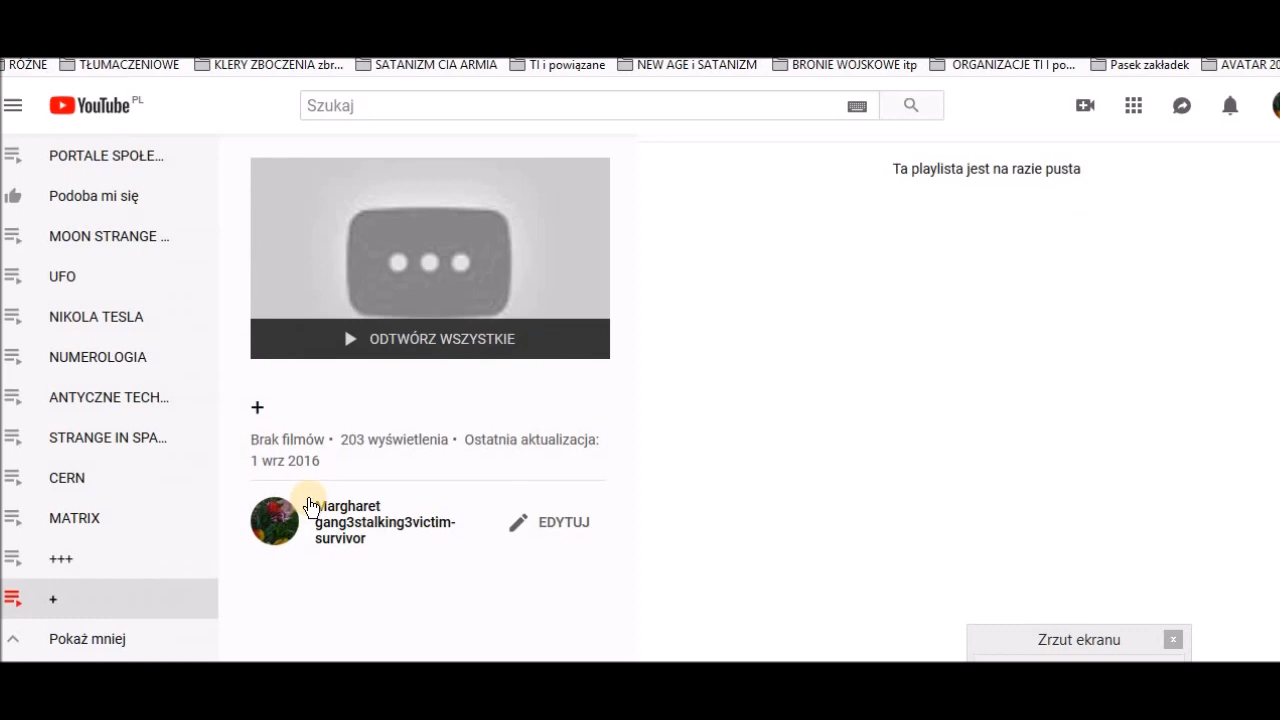 RÓŻNE TŁUMACZENIOWE KLERY ZBOCZENIA zbr... SATANIZM CIA ARMIA TI i powiązane NEW AGE i SATANIZM BRONIE WOJSKOWE itp ORGANIZACJE TI I po... Pasek zakładek AVATAR 20
YouTube PL
Szukaj
PORTALE SPOŁE...
Podoba mi się
MOON STRANGE ...
UFO
NIKOLA TESLA
NUMEROLOGIA
ANTYCZNE TECH...
STRANGE IN SPA...
CERN
MATRIX
+++
+
Pokaż mniej
ODTWÓRZ WSZYSTKIE
+
Brak filmów • 203 wyświetlenia • Ostatnia aktualizacja:
1 wrz 2016
Margharet
gang3stalking3victim-
survivor
EDYTUJ
Ta playlista jest na razie pusta
Zrzut ekranu
x